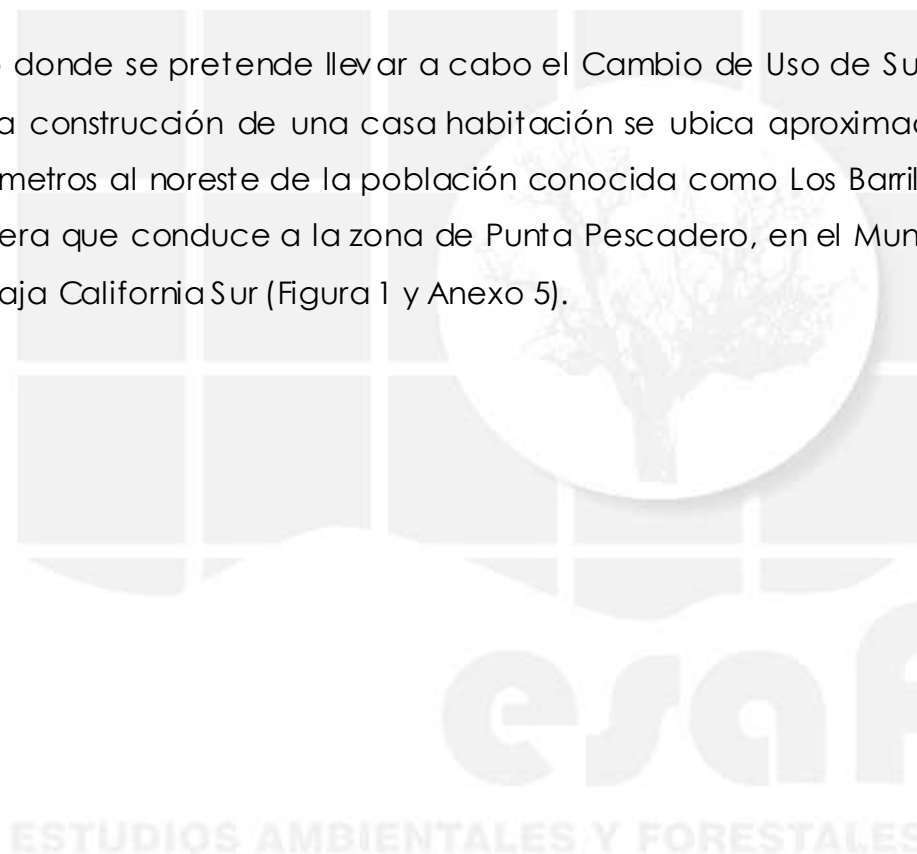 donde se pretende llevar a cabo el Cambio de Uso de Su
a construcción de una casa habitación se ubica aproximad
metros al noreste de la población conocida como Los Barril
era que conduce a la zona de Punta Pescadero, en el Mun
aja California Sur (Figura 1 y Anexo 5).
esaf
ESTUDIOS AMBIENTALES Y FORESTALES